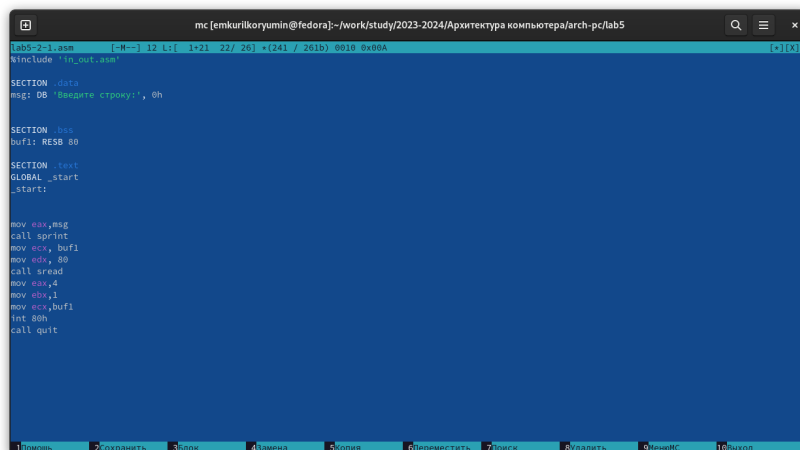 mc [emkurilkoryumin@fedora]:~/work/study/2023-2024/Архитектура компьютера/arch-pc/lab5
lab5-2-1.asm [-M--] 12 L:[ 1+21 22/ 26] *(241 / 261b) 0010 0x00A [*][X]
%include 'in_out.asm'
SECTION .data
msg: DB 'Введите строку:', 0h
SECTION .bss
buf1: RESB 80
SECTION .text
GLOBAL _start
_start:
mov eax,msg
call sprint
mov ecx, buf1
mov edx, 80
call sread
mov eax,4
mov ebx,1
mov ecx,buf1
int 80h
call quit
1Помощь 2Сохранить 3Блок 4Замена 5Копия 6Переместить 7Поиск 8Удалить 9МенюМС 10Выход